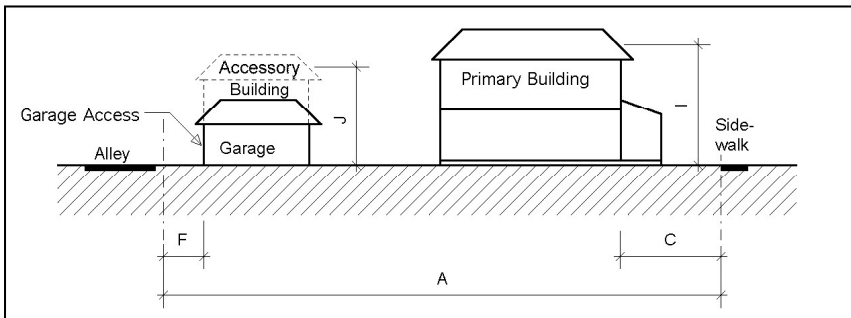 Accessory
Building
Primary Building
Garage Access
J
I
Side-
walk
Alley
Garage
F
C
A